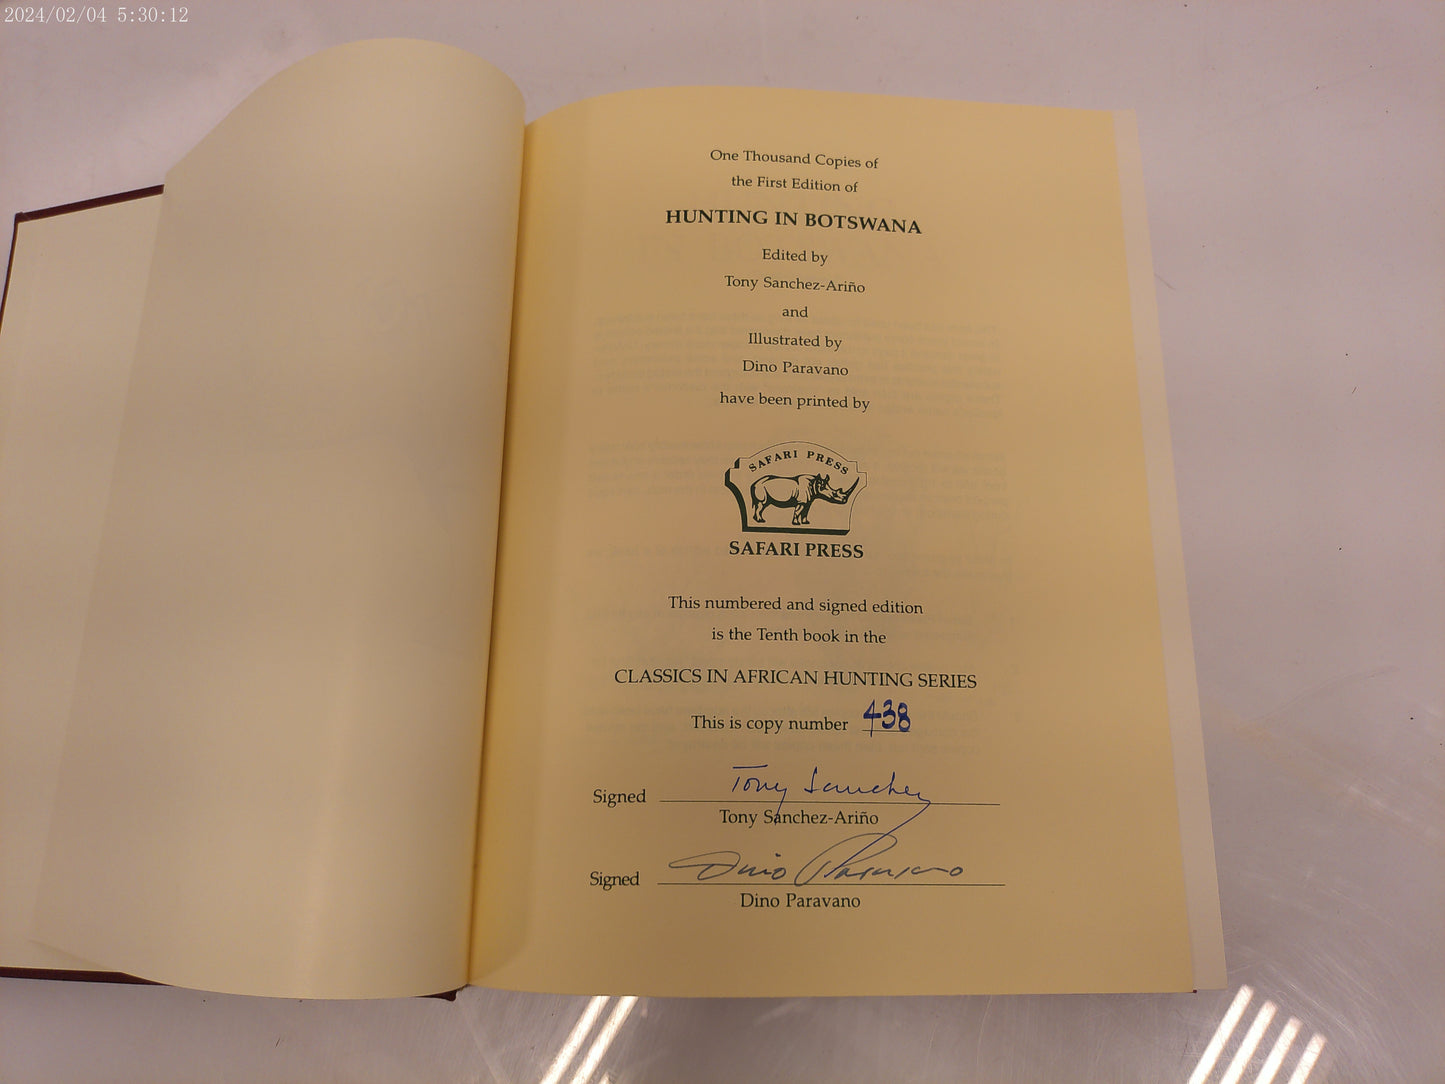 2024/02/04 5:30:12
One Thousand Copies of
the First Edition of
HUNTING IN BOTSWANA
Edited by
Tony Sanchez-Ariño
and
Illustrated by
Dino Paravano
have been printed by
SAFARI PRESS
SAFARI PRESS
This numbered and signed edition
is the Tenth book in the
CLASSICS IN AFRICAN HUNTING SERIES
This is copy number 438
Signed Tony Sanchez
Tony Sanchez-Ariño
Signed Dino Paravano
Dino Paravano